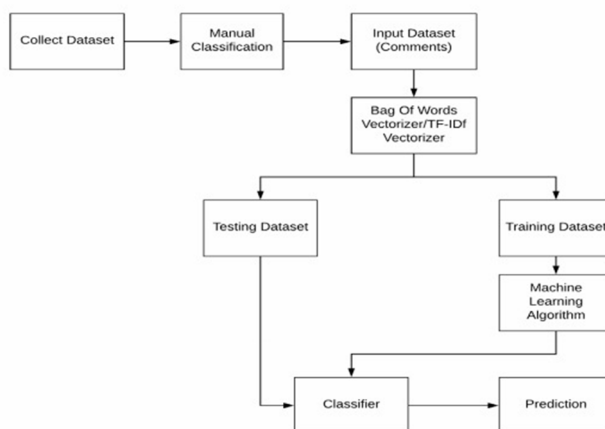 Collect Dataset
Manual
Classification
Input Dataset
(Comments)
Bag Of Words
Vectorizer/TF-IDf
Vectorizer
Testing Dataset
Training Dataset
Machine
Learning
Algorithm
Classifier
Prediction